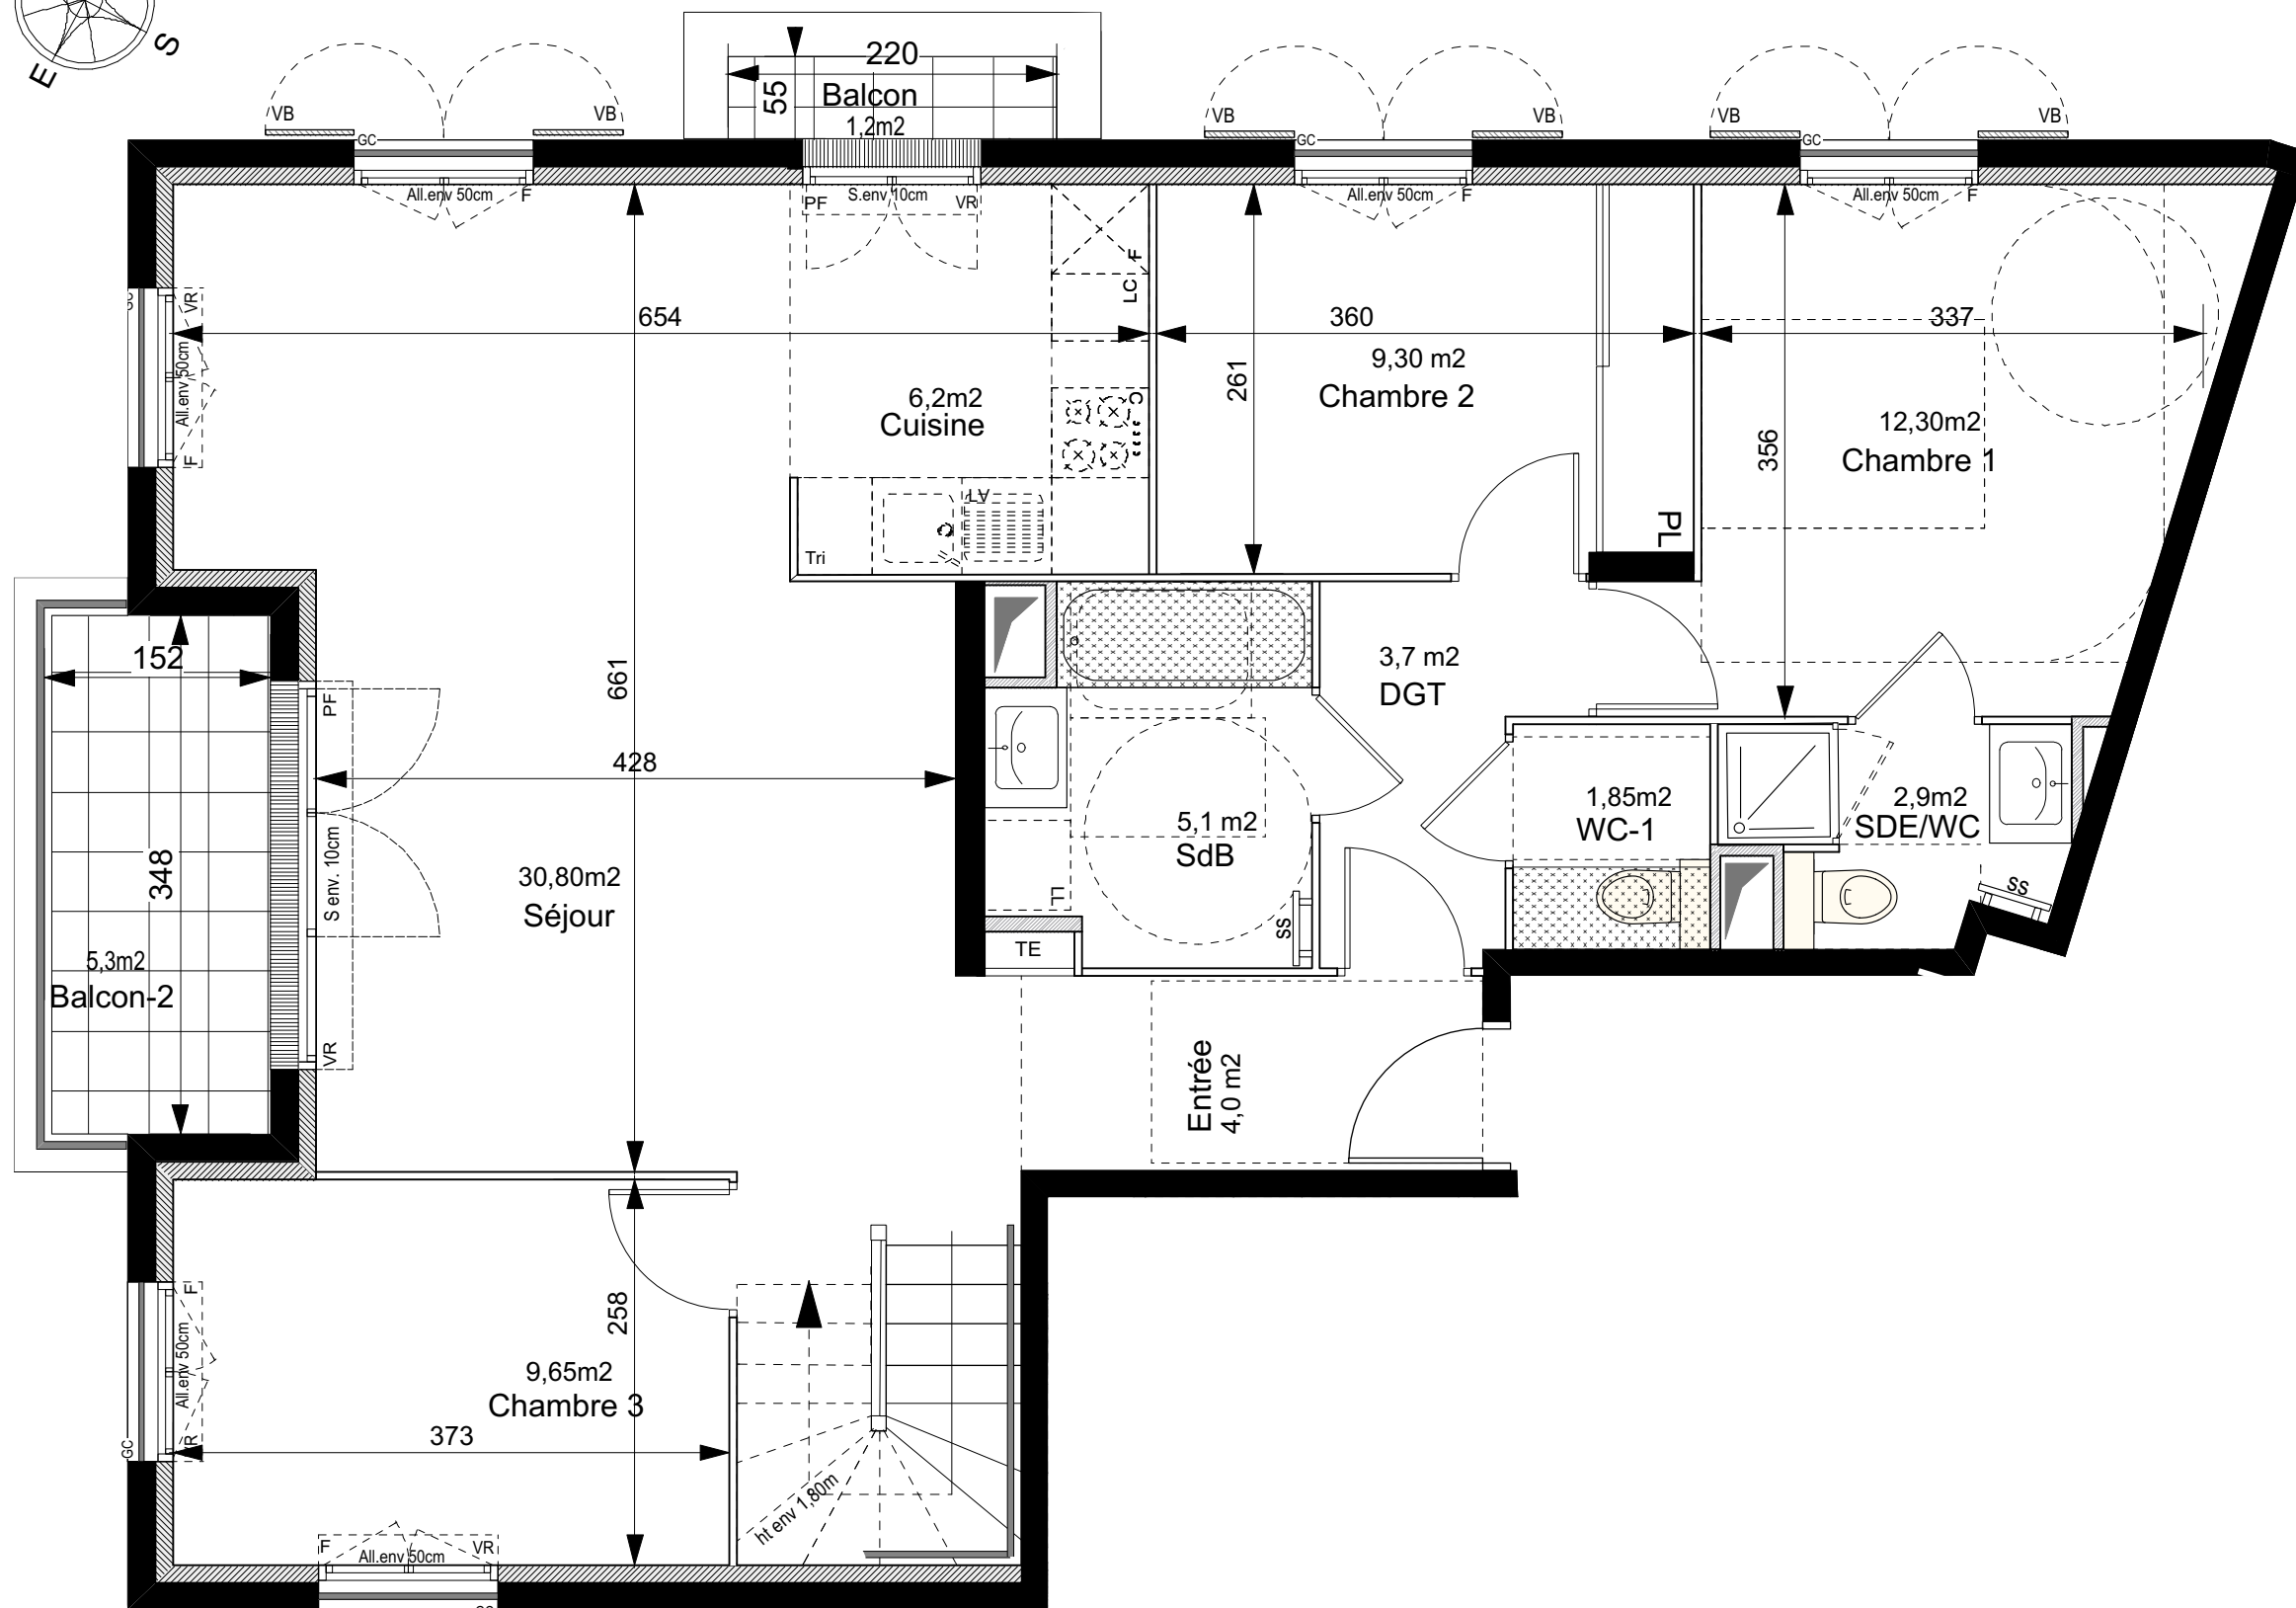 E
S
220
55
Balcon
1,2m2
VB
VB
VB
VB
VB
VB
GC
GC
GC
All.env 50cm
F
PF
S.env 10cm
VR
All.env 50cm
F
All.env 50cm
F
GC
VR
All.env 50cm
F
654
360
337
F
LC
C
261
9,30 m2
Chambre 2
6,2m2
Cuisine
356
12,30m2
Chambre 1
LV
Tri
PL
152
661
3,7 m2
DGT
PF
428
348
S env. 10cm
30,80m2
Séjour
5,1 m2
SdB
1,85m2
WC-1
2,9m2
SDE/WC
LL
SS
SS
TE
5,3m2
Balcon-2
VR
Entrée
4,0 m2
F
All.env 50cm
VR
GC
258
9,65m2
Chambre 3
373
ht env 1,80m
F
All.env 50cm
VR